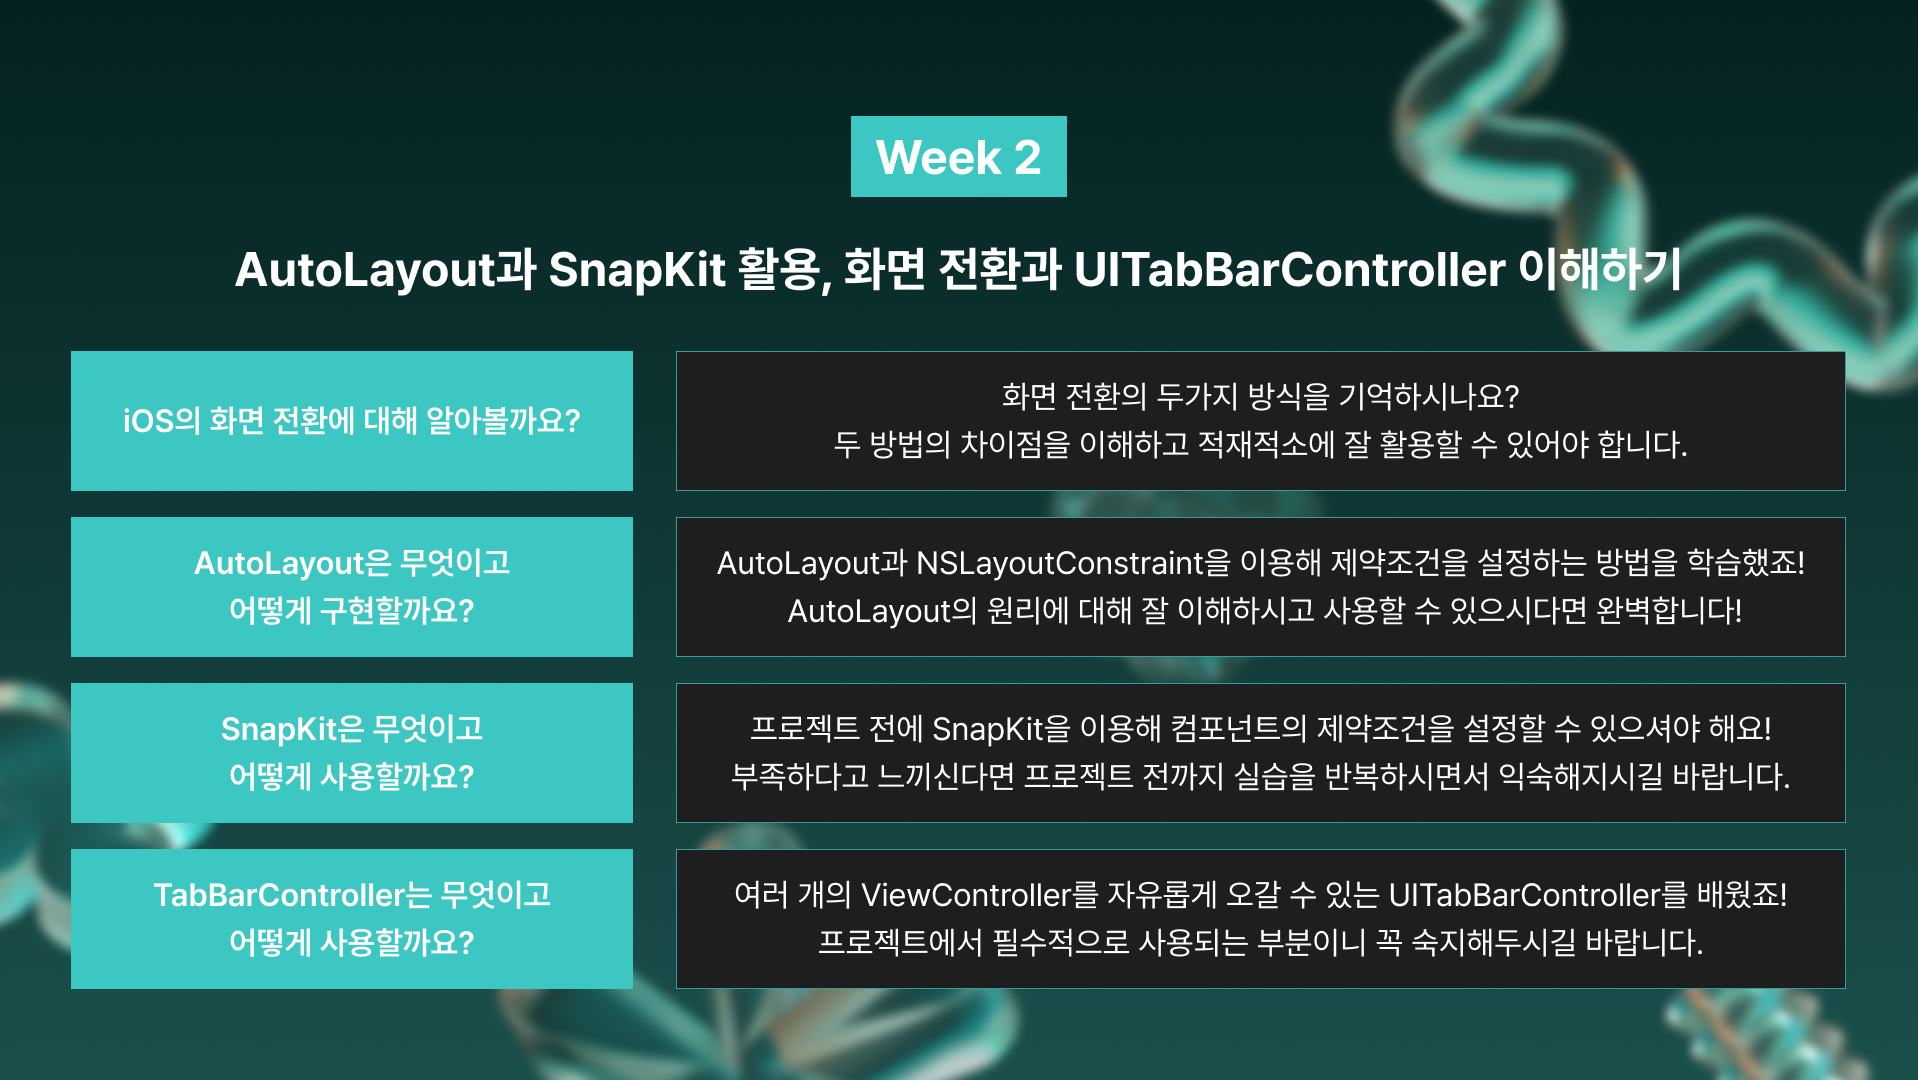 Week 2
AutoLayout과 SnapKit 활용, 화면 전환과 UITabBarController 이해하기
iOS의 화면 전환에 대해 알아볼까요?
화면 전환의 두가지 방식을 기억하시나요?
두 방법의 차이점을 이해하고 적재적소에 잘 활용할 수 있어야 합니다.
AutoLayout은 무엇이고
어떻게 구현할까요?
AutoLayout과 NSLayoutConstraint을 이용해 제약조건을 설정하는 방법을 학습했죠!
AutoLayout의 원리에 대해 잘 이해하시고 사용할 수 있으시다면 완벽합니다!
SnapKit은 무엇이고
어떻게 사용할까요?
프로젝트 전에 SnapKit을 이용해 컴포넌트의 제약조건을 설정할 수 있으셔야 해요!
부족하다고 느끼신다면 프로젝트 전까지 실습을 반복하시면서 익숙해지시길 바랍니다.
TabBarController는 무엇이고
어떻게 사용할까요?
여러 개의 ViewController를 자유롭게 오갈 수 있는 UITabBarController를 배웠죠!
프로젝트에서 필수적으로 사용되는 부분이니 꼭 숙지해두시길 바랍니다.